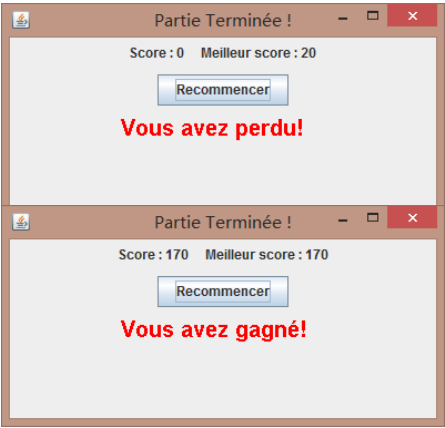 Partie Terminée !
Score : 0 Meilleur score : 20
Recommencer
Vous avez perdu!
Partie Terminée !
Score : 170 Meilleur score : 170
Recommencer
Vous avez gagné!